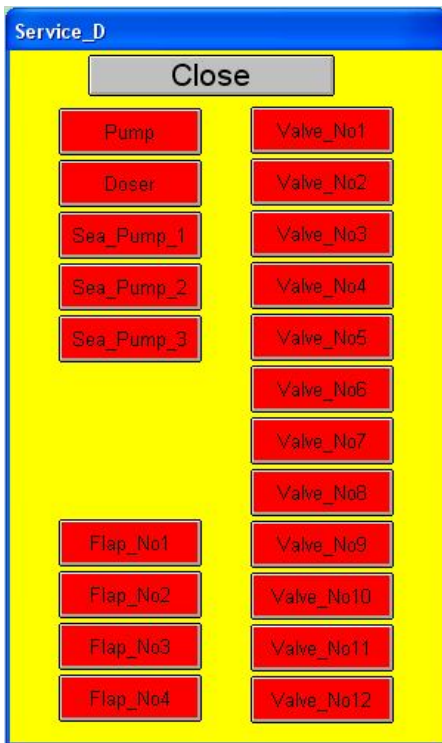 Service_D
Close
Pump
Doser
Sea_Pump_1
Sea_Pump_2
Sea_Pump_3
Flap_No1
Flap_No2
Flap_No3
Flap_No4
Valve_No1
Valve_No2
Valve_No3
Valve_No4
Valve_No5
Valve_No6
Valve_No7
Valve_No8
Valve_No9
Valve_No10
Valve_No11
Valve_No12